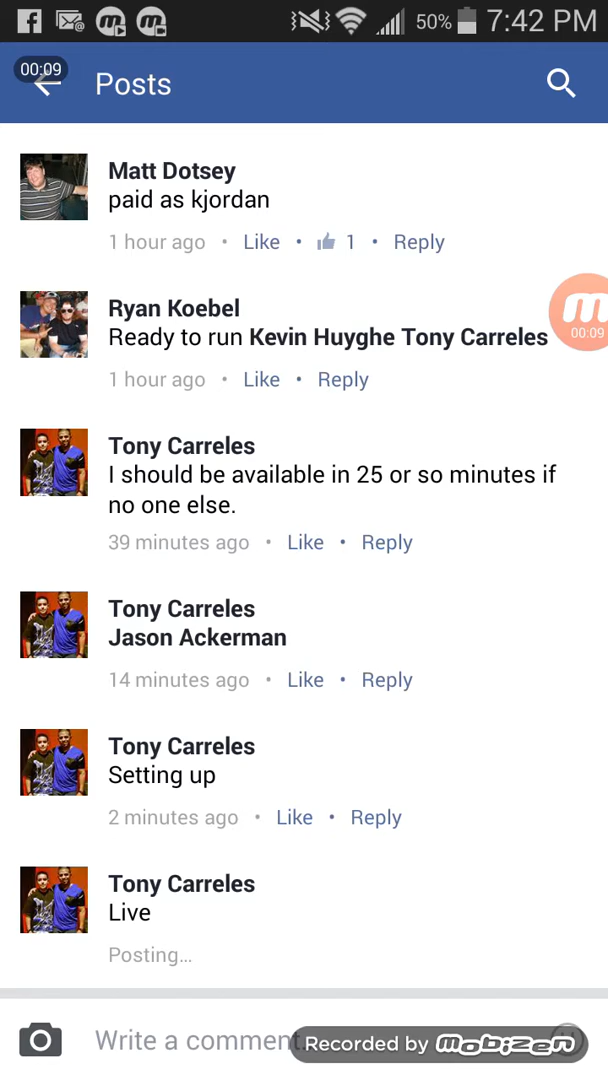 50% 7:42 PM
00:09
Posts
Matt Dotsey
paid as kjordan
1 hour ago • Like • 1 • Reply
Ryan Koebel
Ready to run Kevin Huyghe Tony Carreles
1 hour ago • Like • Reply
00:09
Tony Carreles
I should be available in 25 or so minutes if
no one else.
39 minutes ago • Like • Reply
Tony Carreles
Jason Ackerman
14 minutes ago • Like • Reply
Tony Carreles
Setting up
2 minutes ago • Like • Reply
Tony Carreles
Live
Posting...
Write a comment.
Recorded by mobizen